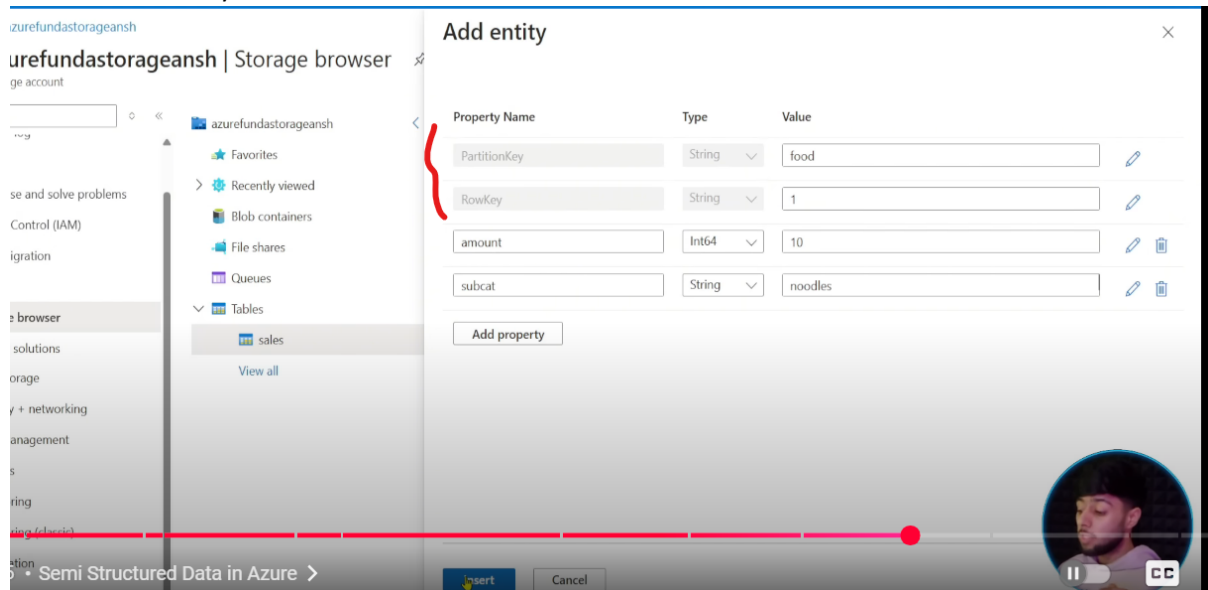 azurefundastorageansh
urefundastorageansh | Storage browser
ge account
Add entity
azurefundastorageansh
Favorites
Recently viewed
Blob containers
File shares
Queues
Tables
sales
View all
se and solve problems
Control (IAM)
igration
e browser
solutions
orage
y + networking
anagement
s
ring
ring (classic)
Property Name Type Value
PartitionKey String food
RowKey String 1
amount Int64 10
subcat String noodles
Add property
Insert Cancel
• Semi Structured Data in Azure >
CC